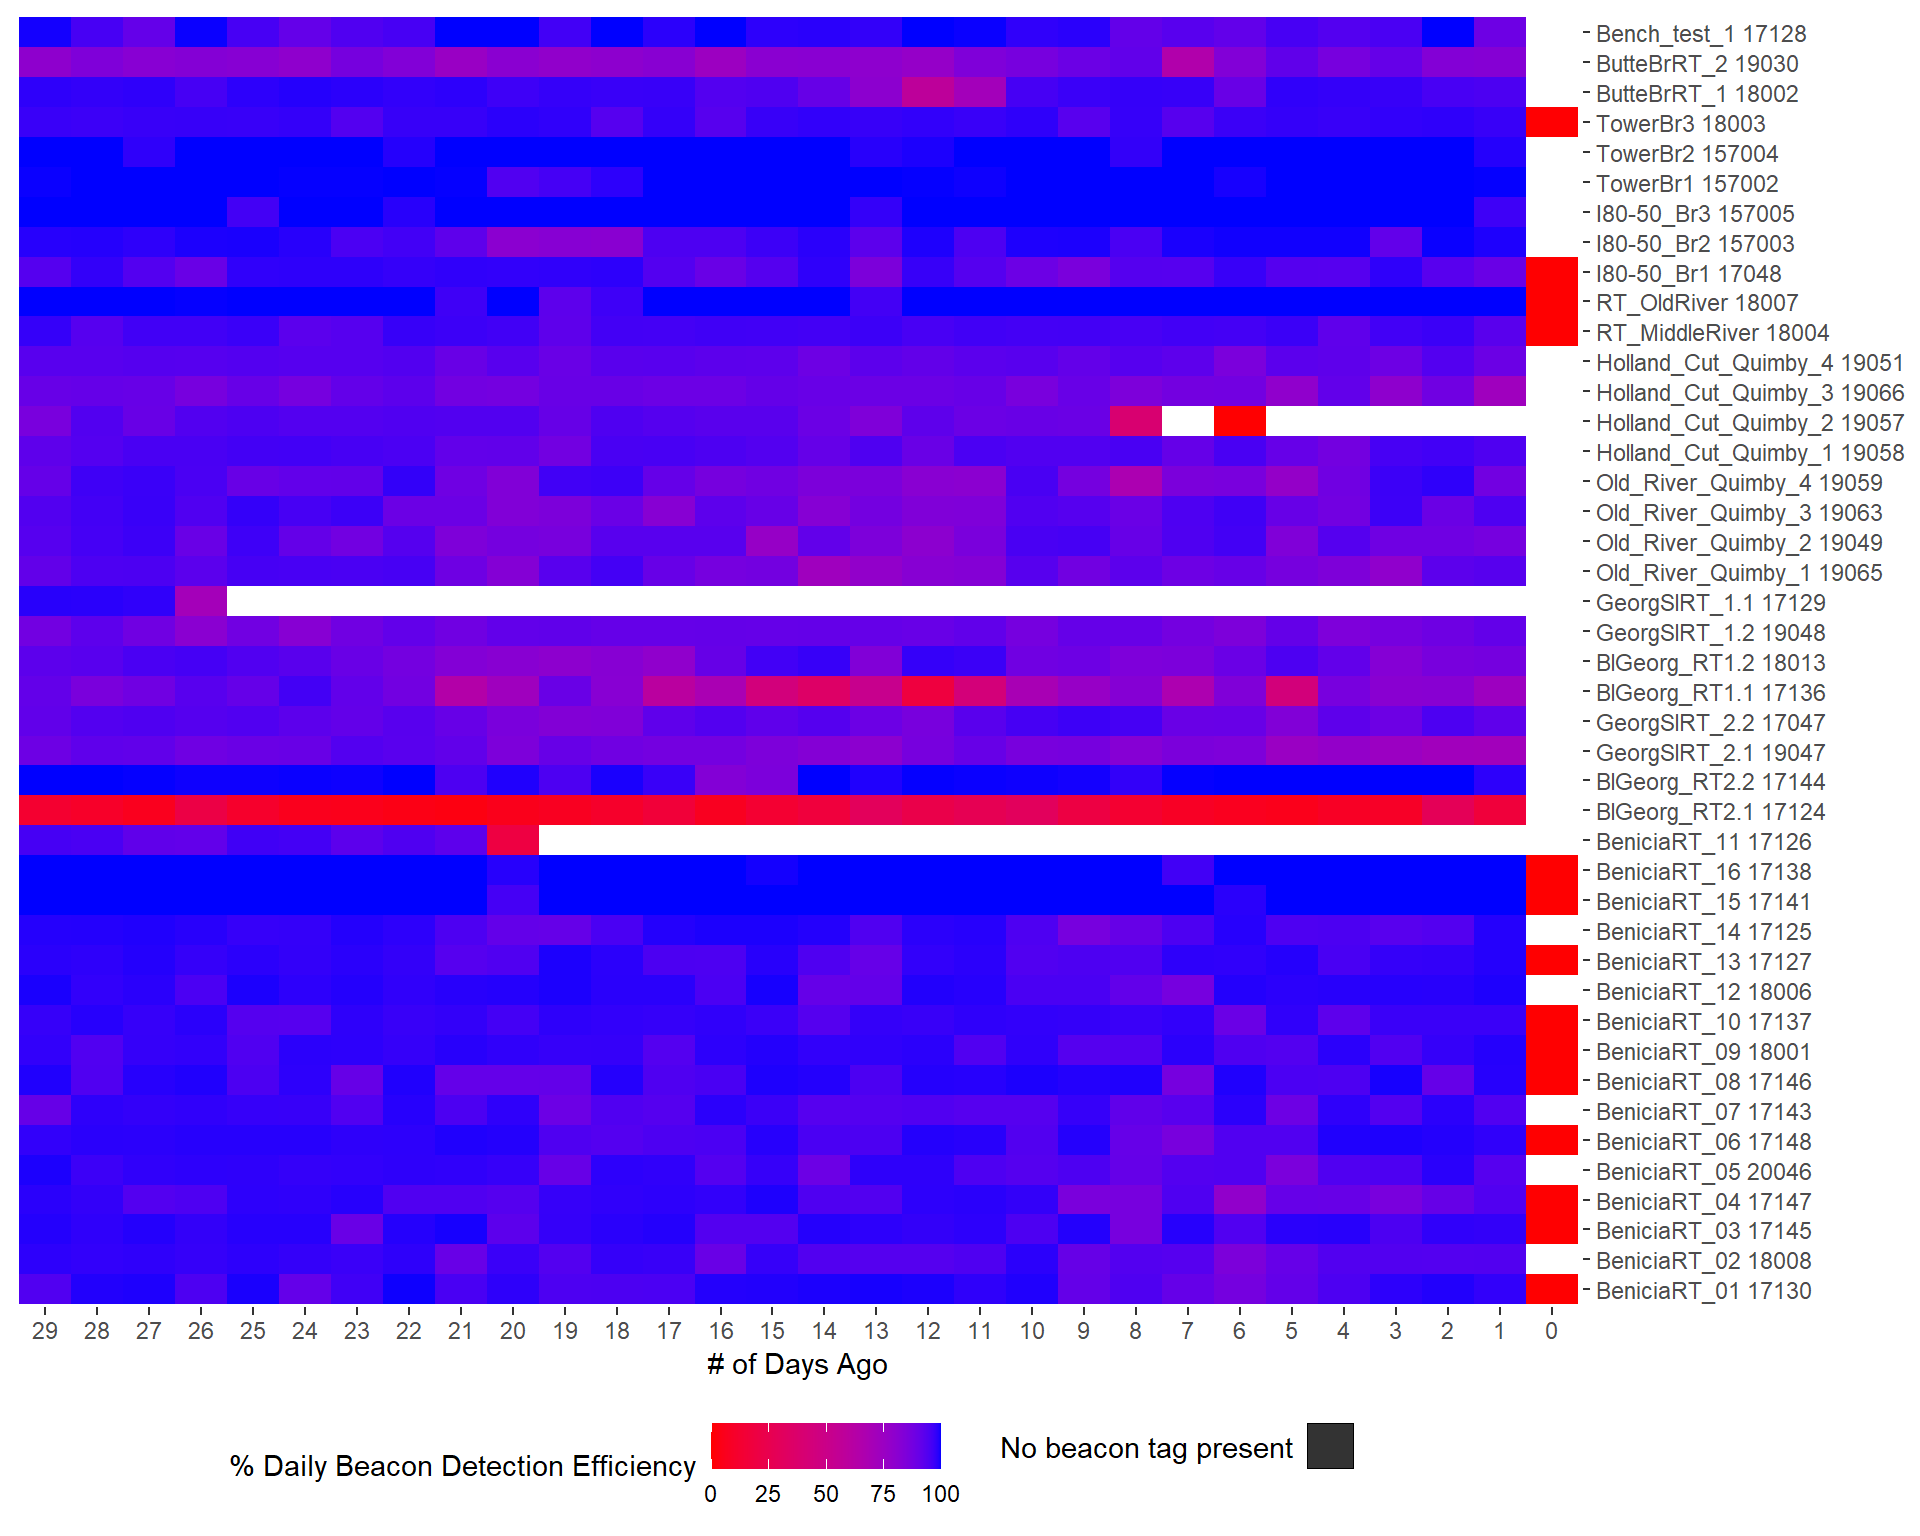 Bench_test_1 17128
ButteBrRT_2 19030
ButteBrRT_1 18002
TowerBr3 18003
TowerBr2 157004
TowerBr1 157002
I80-50_Br3 157005
I80-50_Br2 157003
I80-50_Br1 17048
RT_OldRiver 18007
RT_MiddleRiver 18004
Holland_Cut_Quimby_4 19051
Holland_Cut_Quimby_3 19066
Holland_Cut_Quimby_2 19057
Holland_Cut_Quimby_1 19058
Old_River_Quimby_4 19059
Old_River_Quimby_3 19063
Old_River_Quimby_2 19049
Old_River_Quimby_1 19065
GeorgSlRT_1.1 17129
GeorgSlRT_1.2 19048
BlGeorg_RT1.2 18013
BlGeorg_RT1.1 17136
GeorgSlRT_2.2 17047
GeorgSlRT_2.1 19047
BlGeorg_RT2.2 17144
BlGeorg_RT2.1 17124
BeniciaRT_11 17126
BeniciaRT_16 17138
BeniciaRT_15 17141
BeniciaRT_14 17125
BeniciaRT_13 17127
BeniciaRT_12 18006
BeniciaRT_10 17137
BeniciaRT_09 18001
BeniciaRT_08 17146
BeniciaRT_07 17143
BeniciaRT_06 17148
BeniciaRT_05 20046
BeniciaRT_04 17147
BeniciaRT_03 17145
BeniciaRT_02 18008
BeniciaRT_01 17130
29 28 27 26 25 24 23 22 21 20 19 18 17 16 15 14 13 12 11 10 9 8 7 6 5 4 3 2 1 0
# of Days Ago
% Daily Beacon Detection Efficiency
0 25 50 75 100
No beacon tag present